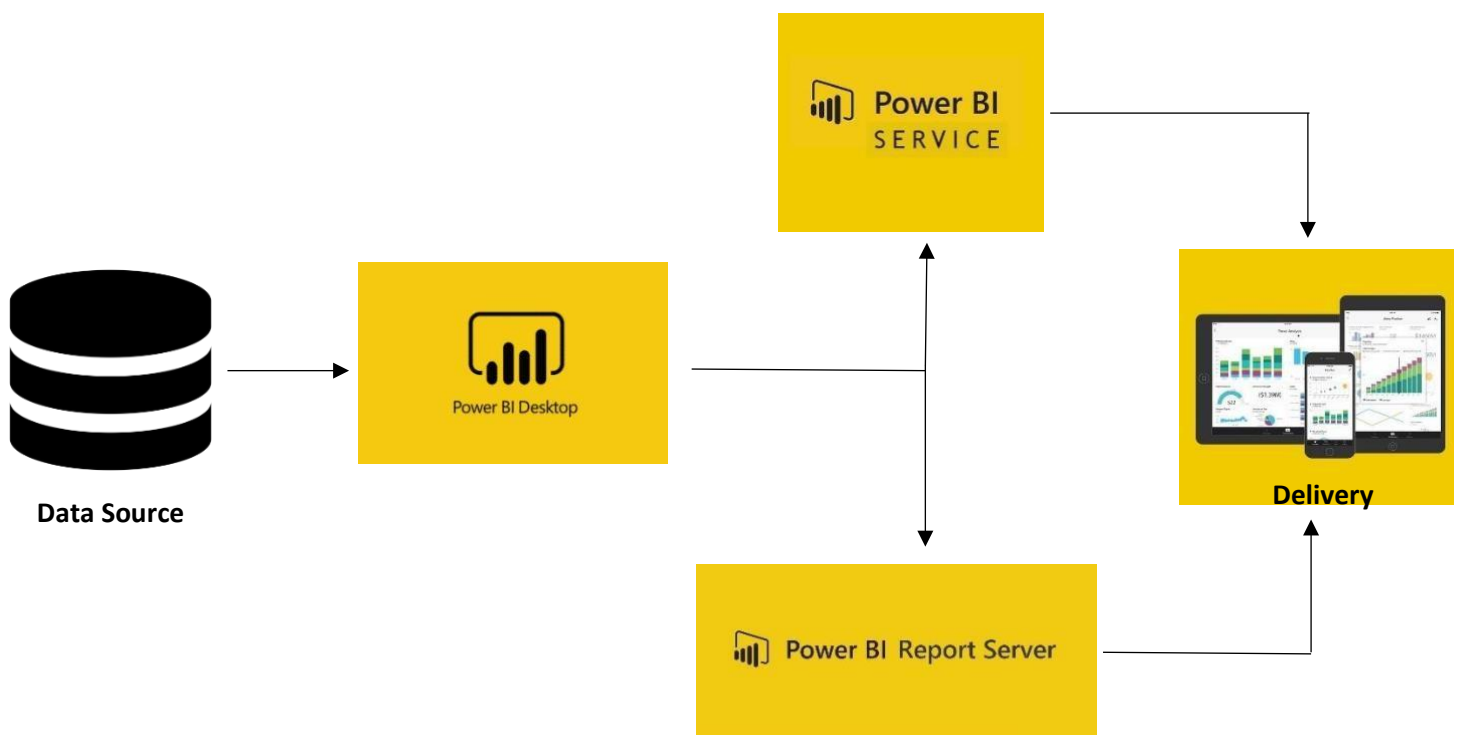 Power BI
SERVICE
Power BI Desktop
Data Source
Delivery
Power BI Report Server